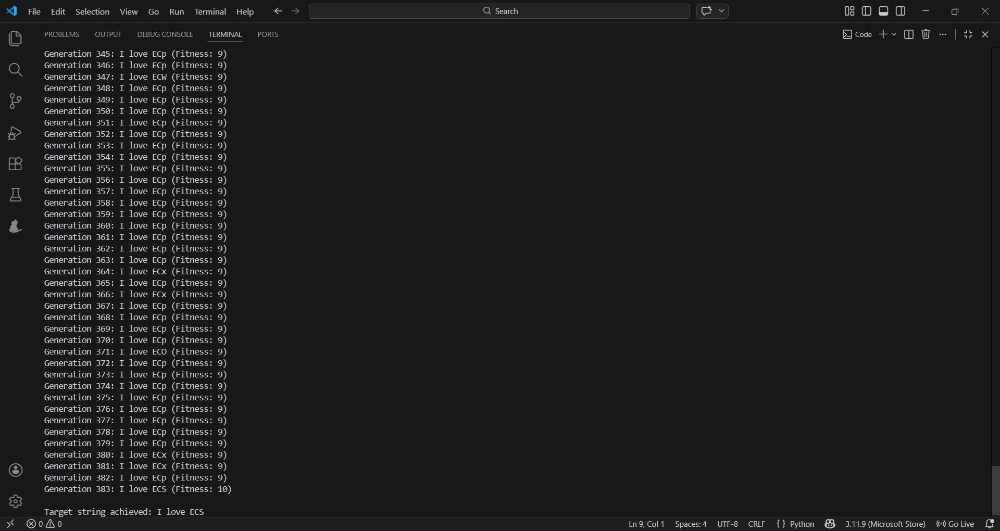 File Edit Selection View Go Run Terminal Help Search
PROBLEMS OUTPUT DEBUG CONSOLE TERMINAL PORTS Code
Generation 345: I love ECp (Fitness: 9)
Generation 346: I love ECp (Fitness: 9)
Generation 347: I love ECW (Fitness: 9)
Generation 348: I love ECp (Fitness: 9)
Generation 349: I love ECp (Fitness: 9)
Generation 350: I love ECp (Fitness: 9)
Generation 351: I love ECp (Fitness: 9)
Generation 352: I love ECp (Fitness: 9)
Generation 353: I love ECp (Fitness: 9)
Generation 354: I love ECp (Fitness: 9)
Generation 355: I love ECp (Fitness: 9)
Generation 356: I love ECp (Fitness: 9)
Generation 357: I love ECp (Fitness: 9)
Generation 358: I love ECp (Fitness: 9)
Generation 359: I love ECp (Fitness: 9)
Generation 360: I love ECp (Fitness: 9)
Generation 361: I love ECp (Fitness: 9)
Generation 362: I love ECp (Fitness: 9)
Generation 363: I love ECp (Fitness: 9)
Generation 364: I love ECx (Fitness: 9)
Generation 365: I love ECp (Fitness: 9)
Generation 366: I love ECx (Fitness: 9)
Generation 367: I love ECp (Fitness: 9)
Generation 368: I love ECp (Fitness: 9)
Generation 369: I love ECp (Fitness: 9)
Generation 370: I love ECp (Fitness: 9)
Generation 371: I love ECO (Fitness: 9)
Generation 372: I love ECp (Fitness: 9)
Generation 373: I love ECp (Fitness: 9)
Generation 374: I love ECp (Fitness: 9)
Generation 375: I love ECp (Fitness: 9)
Generation 376: I love ECp (Fitness: 9)
Generation 377: I love ECp (Fitness: 9)
Generation 378: I love ECp (Fitness: 9)
Generation 379: I love ECp (Fitness: 9)
Generation 380: I love ECx (Fitness: 9)
Generation 381: I love ECx (Fitness: 9)
Generation 382: I love ECp (Fitness: 9)
Generation 383: I love ECS (Fitness: 10)
Target string achieved: I love ECS
0 0 Ln 9, Col 1 Spaces: 4 UTF-8 CRLF { } Python 3.11.9 (Microsoft Store) Go Live